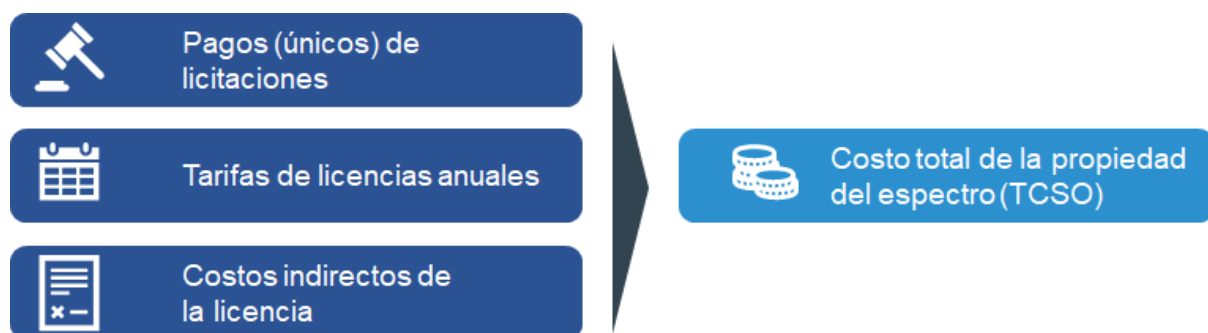 Pagos (únicos) de
licitaciones
Tarifas de licencias anuales
Costos indirectos de
la licencia
Costo total de la propiedad
del espectro (TCSO)